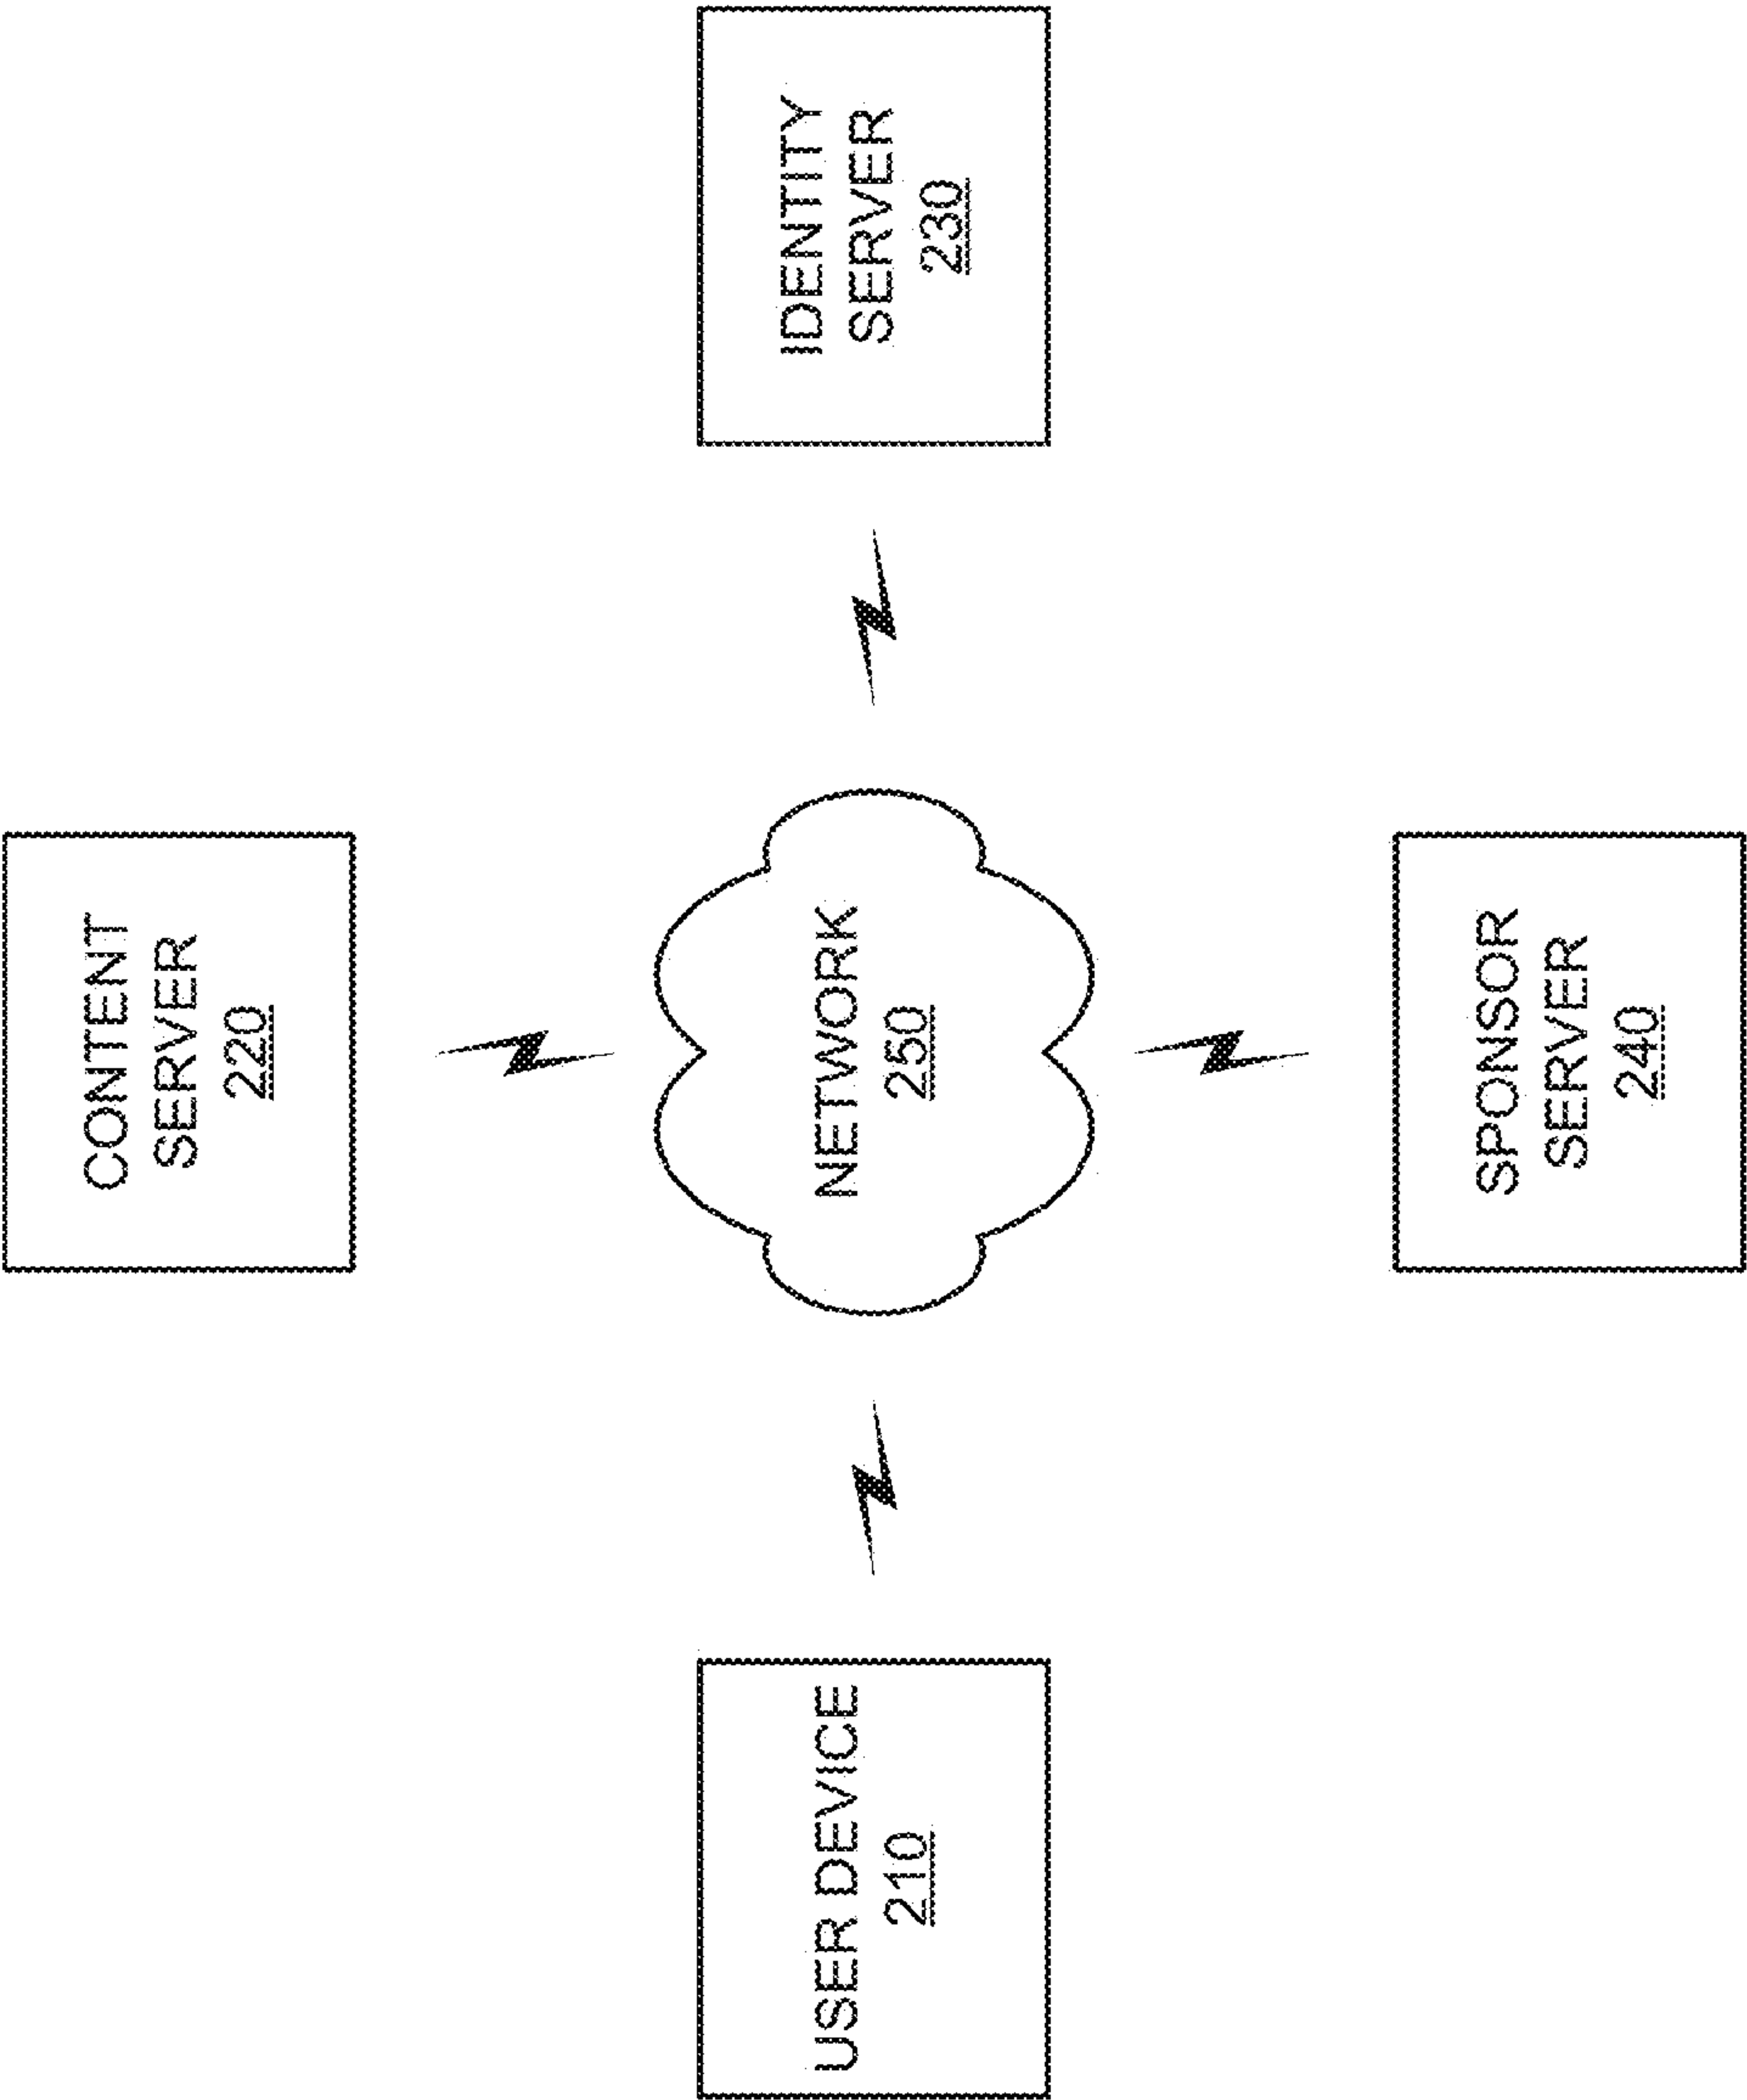 CONTENT
SERVER
220
USER DEVICE
210
NETWORK
250
IDENTITY
SERVER
230
SPONSOR
SERVER
240